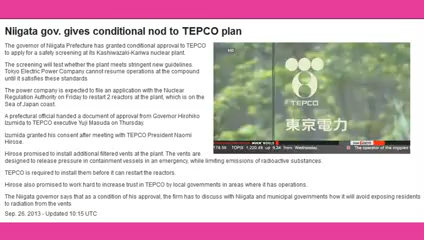 Niigata gov. gives conditional nod to TEPCO plan
The governor of Niigata Prefecture has granted conditional approval to TEPCO
to apply for a safety screening at its Kashiwazaki-Kariwa nuclear plant.
The screening will test whether the plant meets stringent new guidelines.
Tokyo Electric Power Company cannot resume operations at the compound
until it satisfies these standards.
The power company is expected to file an application with the Nuclear
Regulation Authority on Friday to restart 2 reactors at the plant, which is on the
Sea of Japan coast.
A prefectural official handed a document of approval from Governor Hirohiko
Izumida to TEPCO executive Yuji Masuda on Thursday.
Izumida granted his consent after meeting with TEPCO President Naomi
Hirose.
TEPCO
東京電力
Hirose promised to install additional filtered vents at the plant. The vents are
designed to release pressure in containment vessels in an emergency, while limiting emissions of radioactive substances.
TEPCO is required to install them before it can restart the reactors.
Hirose also promised to work hard to increase trust in TEPCO by local governments in areas where it has operations.
The Niigata governor says that as a condition of his approval, the firm has to discuss with Niigata and municipal governments how it will avoid exposing residents
to radiation from the vents
Sep. 26, 2013 - Updated 10:15 UTC